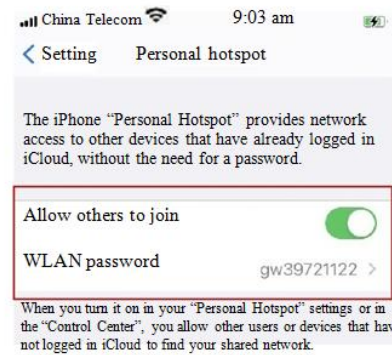 China Telecom 9:03 am
Setting Personal hotspot
The iPhone “Personal Hotspot” provides network
access to other devices that have already logged in
iCloud, without the need for a password.
Allow others to join
WLAN password gw39721122 >
When you turn it on in your “Personal Hotspot” settings or in
the “Control Center”, you allow other users or devices that hav
not logged in iCloud to find your shared network.